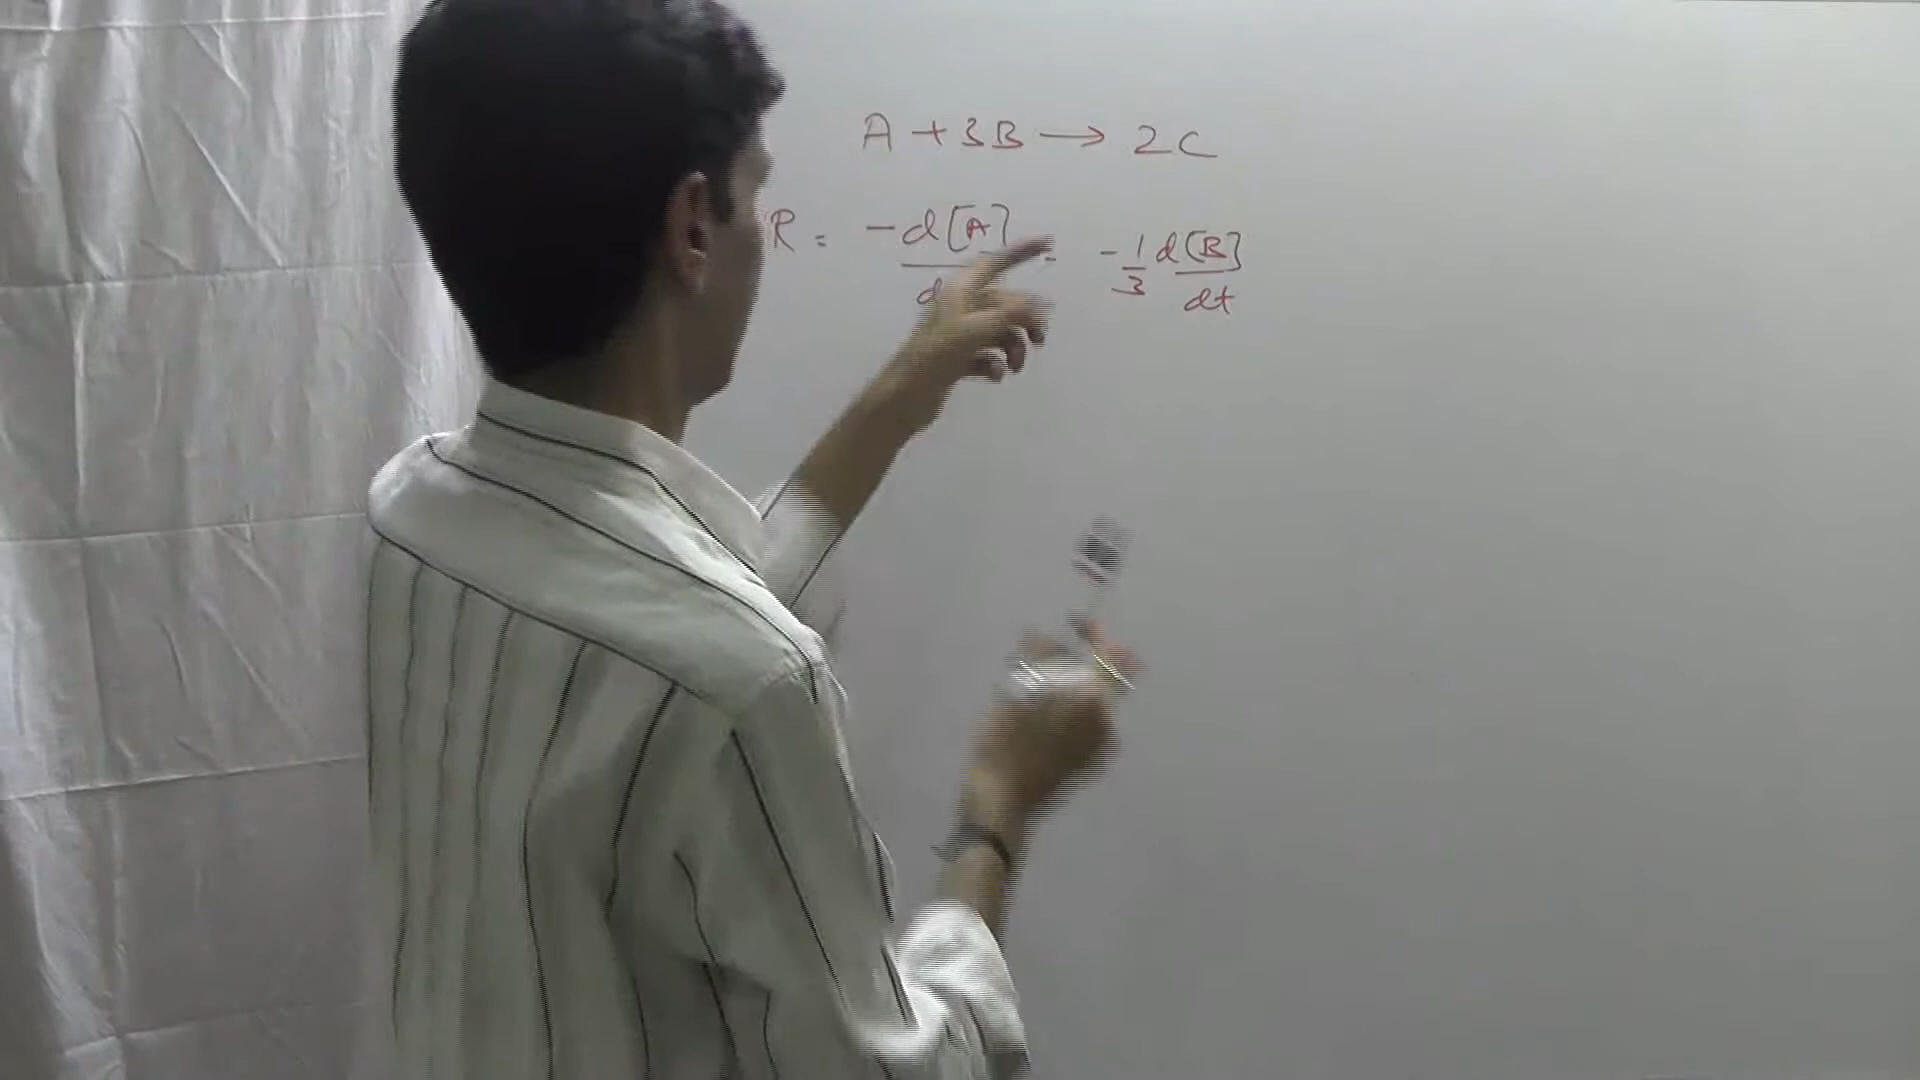 A + 3B → 2C
R = -d[A]/d = -1/3 d[B]/dt